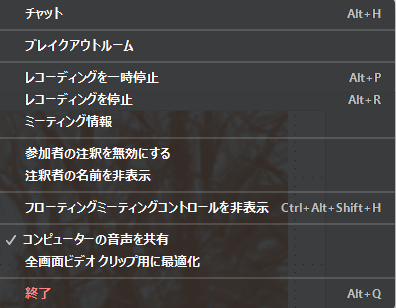 チャット Alt+H
ブレイクアウトルーム
レコーディングを一時停止 Alt+P
レコーディングを停止 Alt+R
ミーティング情報
参加者の注釈を無効にする
注釈者の名前を非表示
フローティングミーティングコントロールを非表示 Ctrl+Alt+Shift+H
コンピューターの音声を共有
全画面ビデオ クリップ用に最適化
終了 Alt+Q